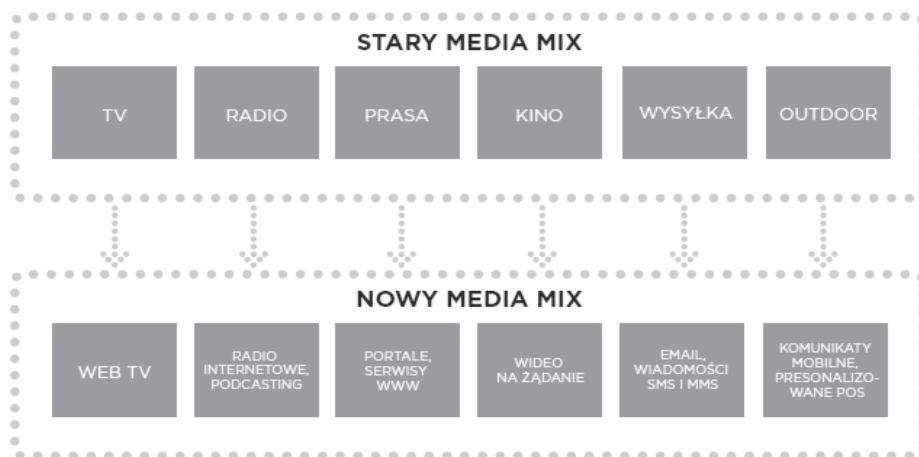 STARY MEDIA MIX
TV
RADIO
PRASA
KINO
WYSYŁKA
OUTDOOR
NOWY MEDIA MIX
WEB TV
RADIO
INTERNETOWE,
PODCASTING
PORTALE,
SERWISY
WWW
WIDEO
NA ŻĄDANIE
EMAIL,
WIADOMOŚCI
SMS I MMS
KOMUNIKATY
MOBILNE,
PRESONALIZO-
WANE POS